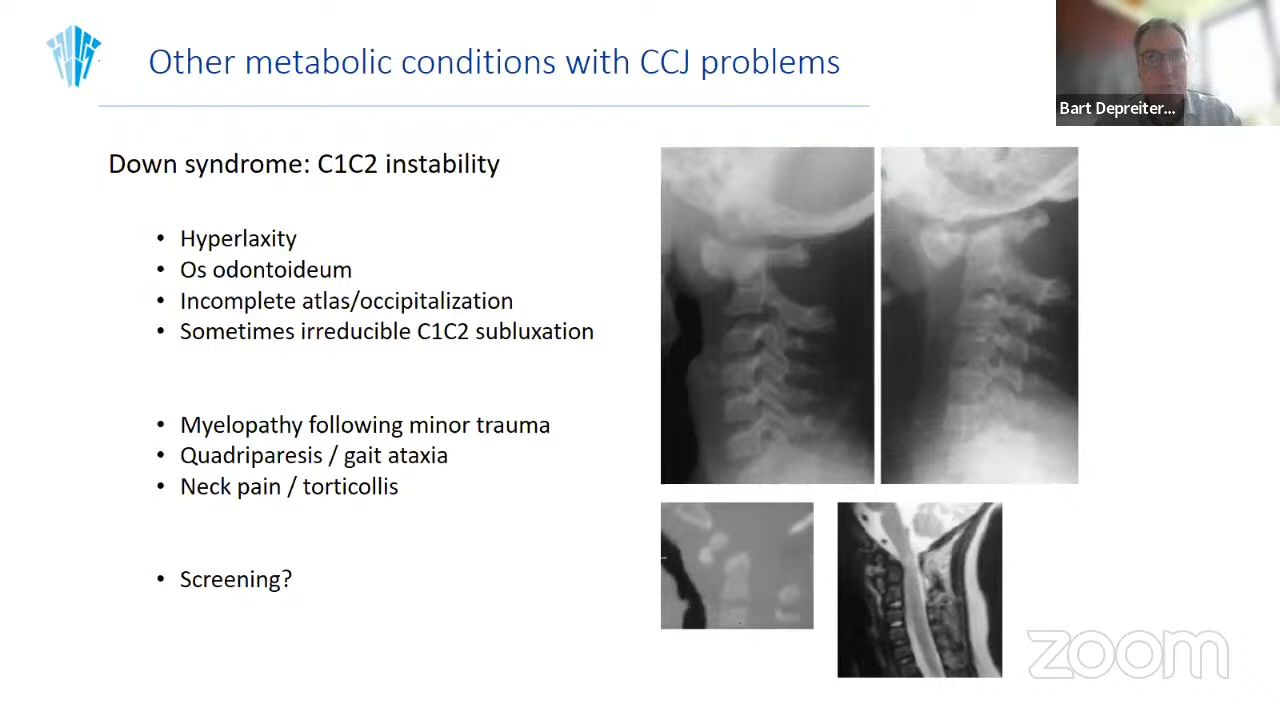 Other metabolic conditions with CCJ problems
Bart Depreiter...
Down syndrome: C1C2 instability
• Hyperlaxity
• Os odontoideum
• Incomplete atlas/occipitalization
• Sometimes irreducible C1C2 subluxation
• Myelopathy following minor trauma
• Quadriparesis / gait ataxia
• Neck pain / torticollis
• Screening?
zoom